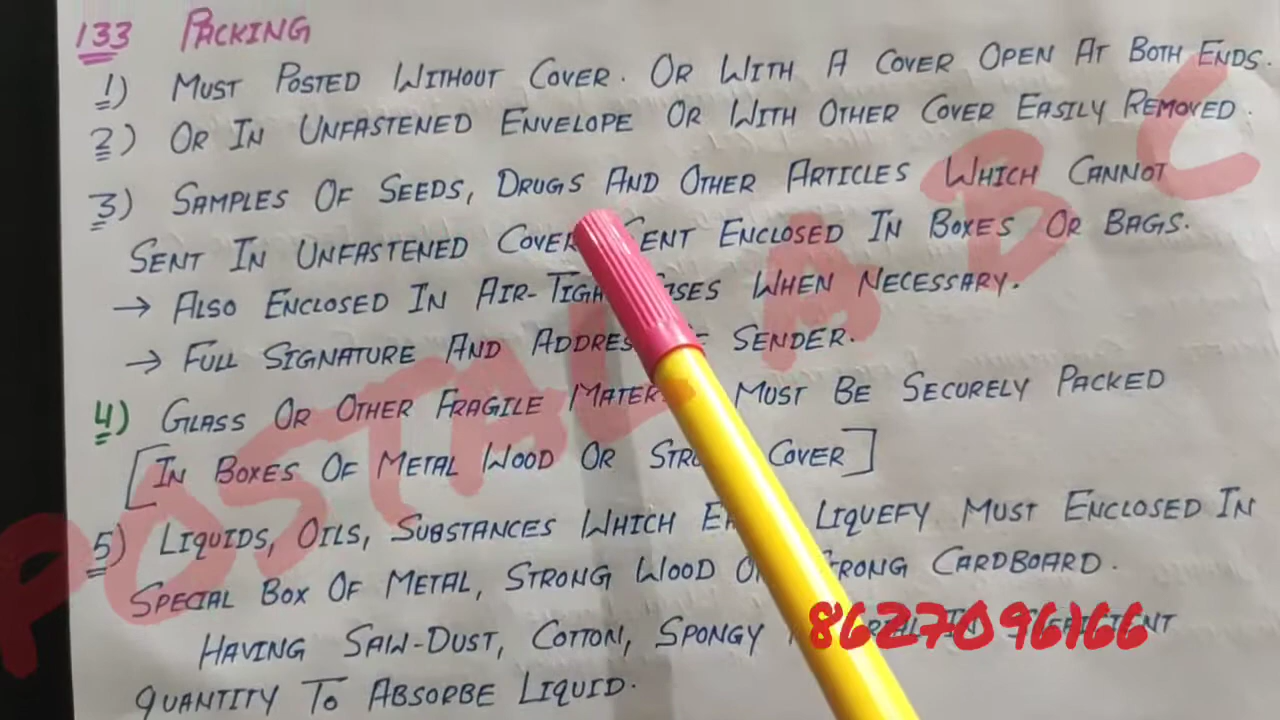 133 PACKING
1) MUST POSTED WITHOUT COVER. OR WITH A COVER OPEN AT BOTH ENDS.
2) OR IN UNFASTENED ENVELOPE OR WITH OTHER COVER EASILY REMOVED.
3) SAMPLES OF SEEDS, DRUGS AND OTHER ARTICLES WHICH CANNOT
SENT IN UNFASTENED COVER SENT ENCLOSED IN BOXES OR BAGS.
→ ALSO ENCLOSED IN AIR-TIGHT WHEN NECESSARY.
→ FULL SIGNATURE AND ADDRESS SENDER.
4) GLASS OR OTHER FRAGILE MUST BE SECURELY PACKED
[IN BOXES OF METAL WOOD OR COVER]
5) LIQUIDS, OILS, SUBSTANCES WHICH LIQUEFY MUST ENCLOSED IN
SPECIAL BOX OF METAL, STRONG WOOD OR STRONG CARDBOARD.
HAVING SAW-DUST, COTTON, SPONGY IN
QUANTITY TO ABSORBE LIQUID.
POSTAL A B C
8627096166